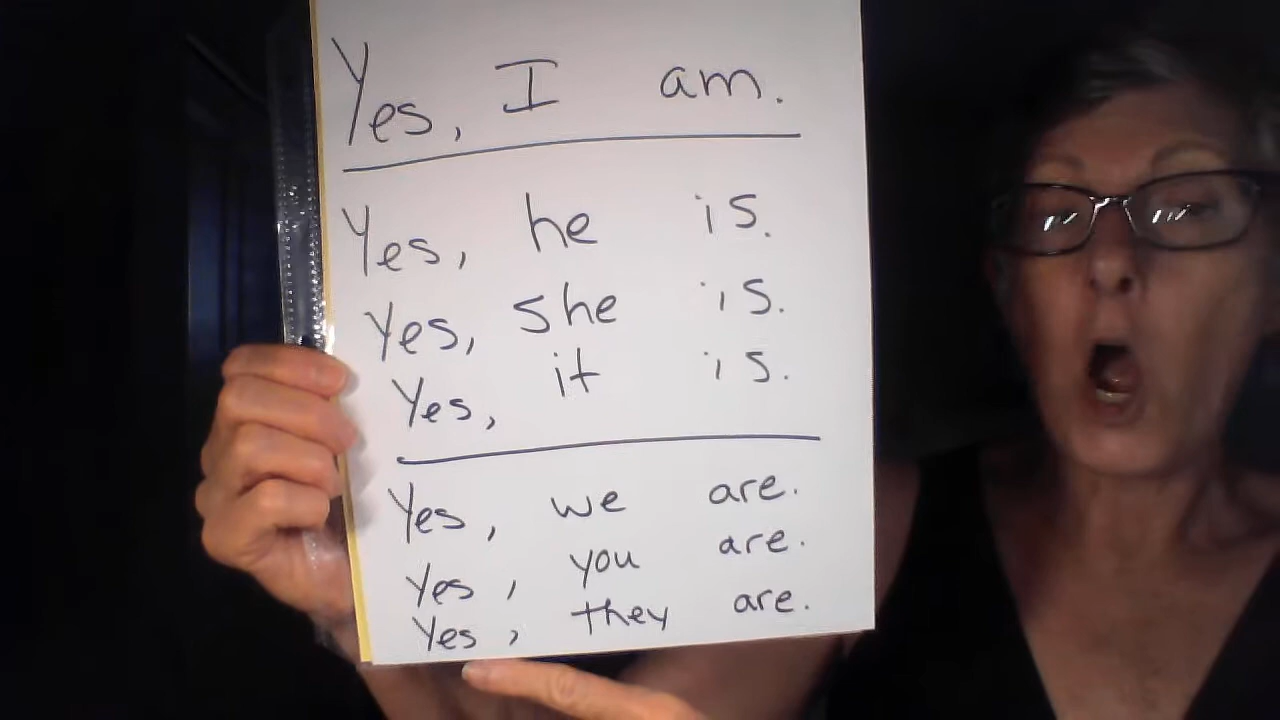 Yes, I am.
Yes, he is.
Yes, she is.
Yes, it is.
Yes, we are.
Yes, you are.
Yes, they are.